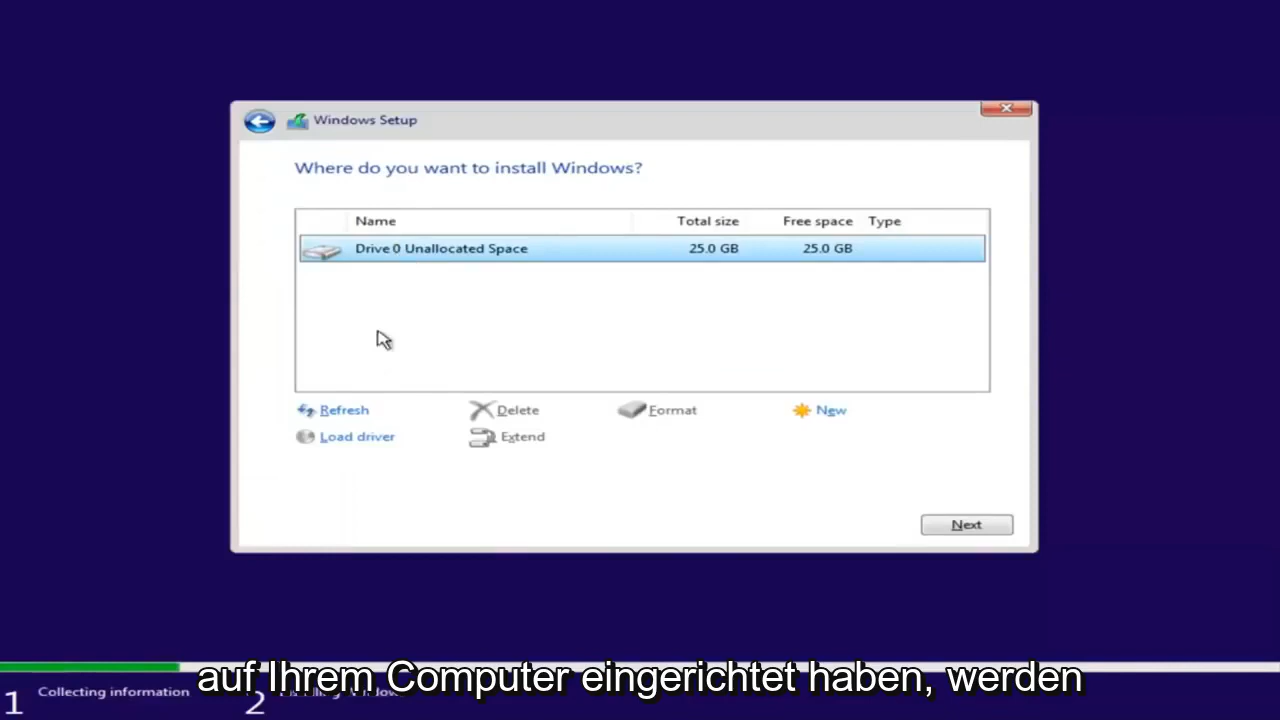 Windows Setup
Where do you want to install Windows?
Name Total size Free space Type
Drive 0 Unallocated Space 25.0 GB 25.0 GB
Refresh Delete Format New
Load driver Extend
Next
auf Ihrem Computer eingerichtet haben, werden
1 Collecting information 2